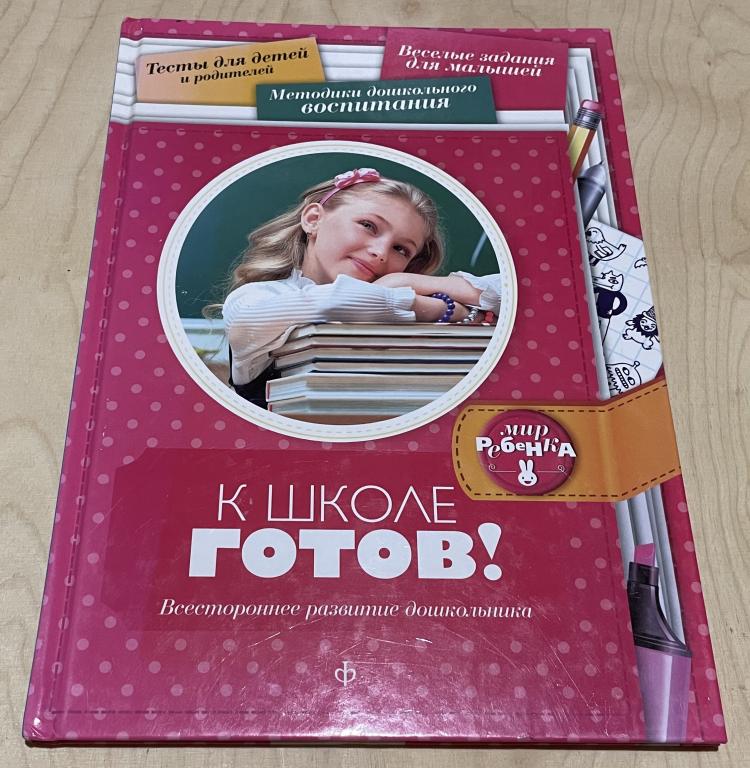 Тесты для детей
и родителей
Веселые задания
для малышей
Методики дошкольного
воспитания
мир
Ребенка
К ШКОЛЕ
ГОТОВ!
Всестороннее развитие дошкольника
ф